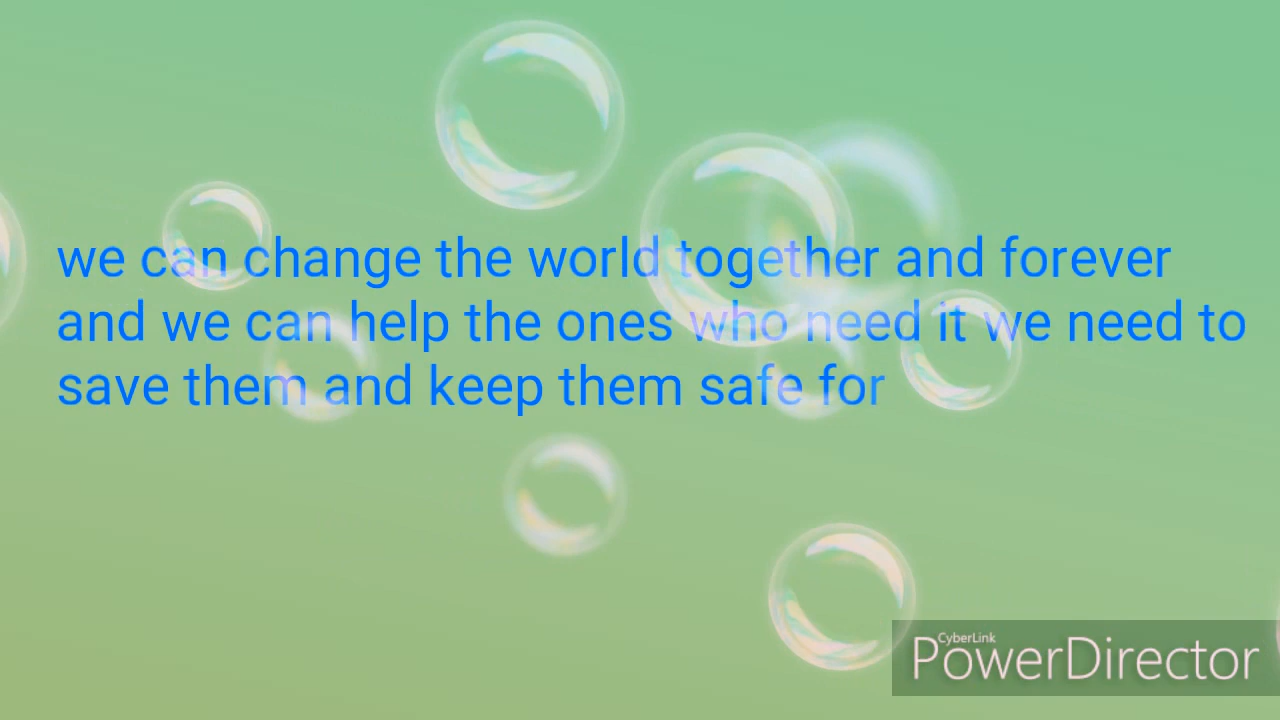 we can change the world together and forever
and we can help the ones who need it we need to
save them and keep them safe for
CyberLink
PowerDirector